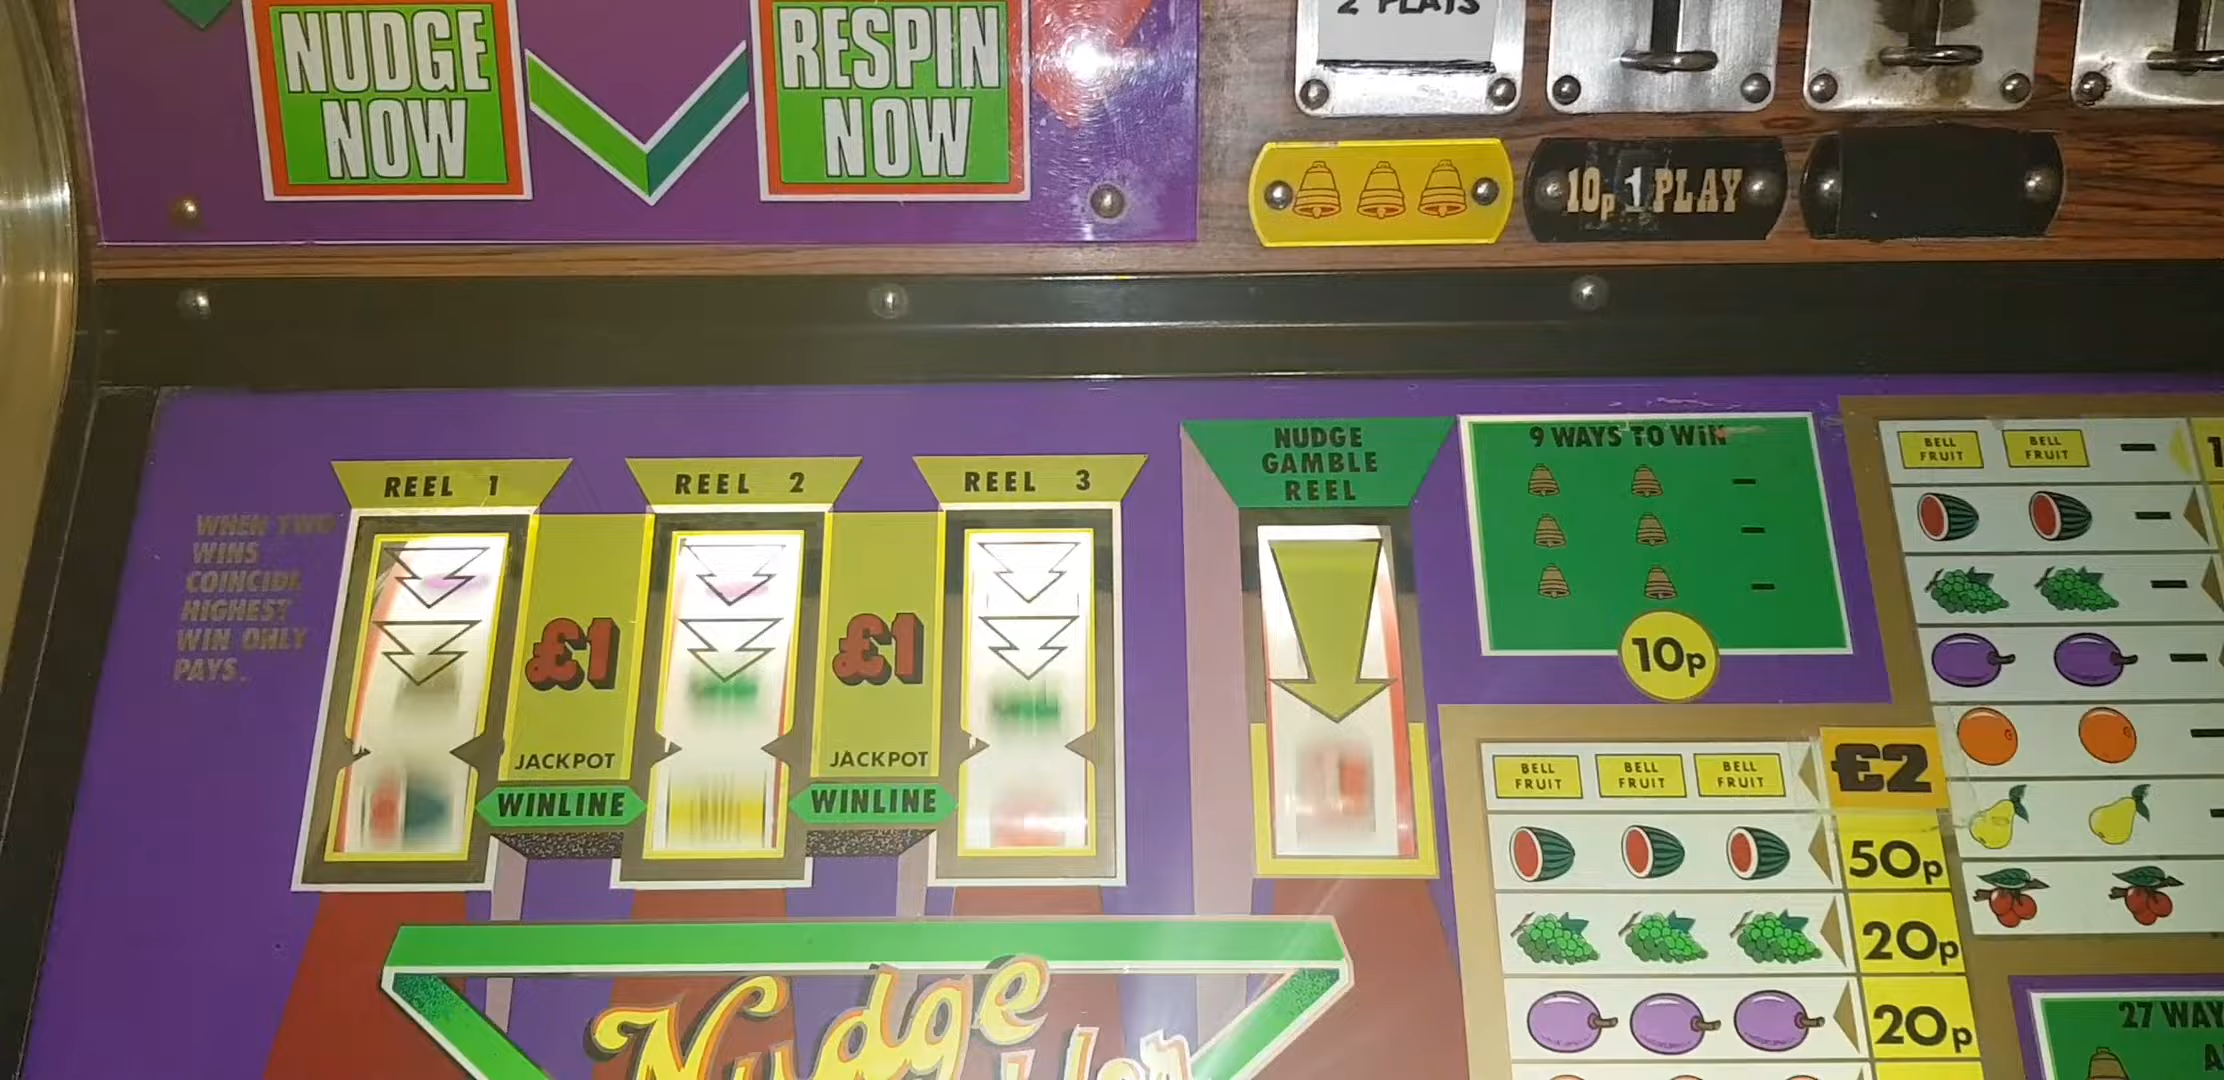 NUDGE
NOW
RESPIN
NOW
2 PLAYS
10p 1 PLAY
WHEN TWO
WINS
COINCIDE
HIGHEST
WIN ONLY
PAYS.
REEL 1
REEL 2
REEL 3
£1
JACKPOT
WINLINE
£1
JACKPOT
WINLINE
NUDGE
GAMBLE
REEL
9 WAYS TO WIN
10p
BELL
FRUIT
BELL
FRUIT
BELL
FRUIT
BELL
FRUIT
BELL
FRUIT
£2
50p
20p
20p
Nudge